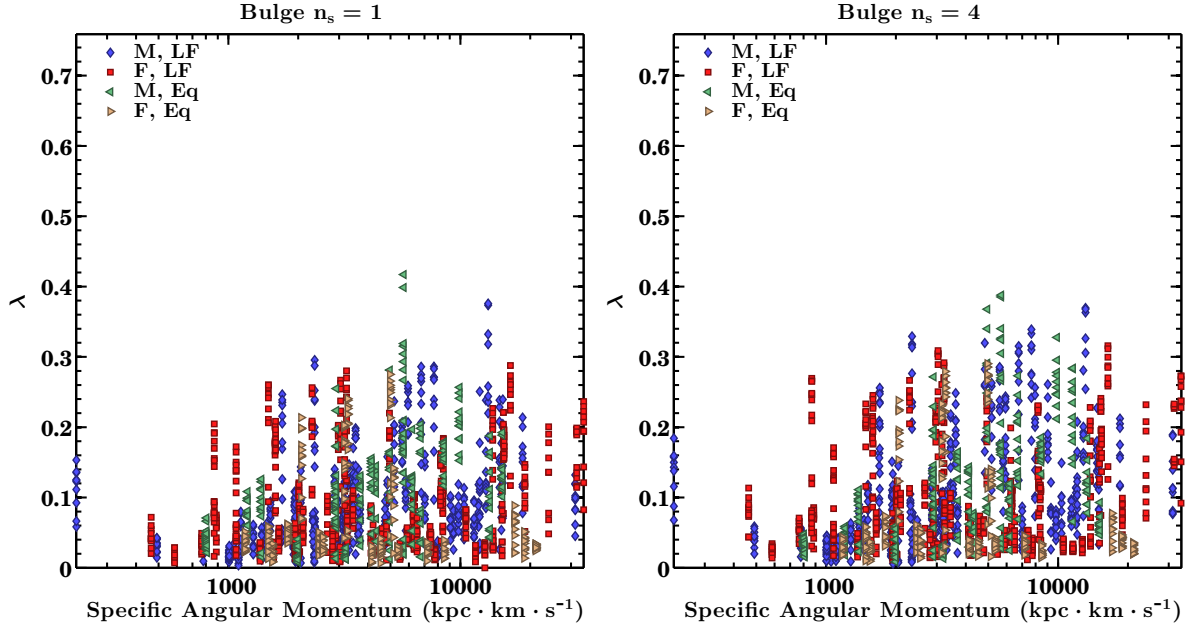 Bulge nₛ = 1
M, LF
F, LF
M, Eq
F, Eq
0.7
0.6
0.5
0.4
0.3
0.2
0.1
0
λ
1000
10000
Specific Angular Momentum (kpc · km · s⁻¹)
Bulge nₛ = 4
M, LF
F, LF
M, Eq
F, Eq
0.7
0.6
0.5
0.4
0.3
0.2
0.1
0
λ
1000
10000
Specific Angular Momentum (kpc · km · s⁻¹)